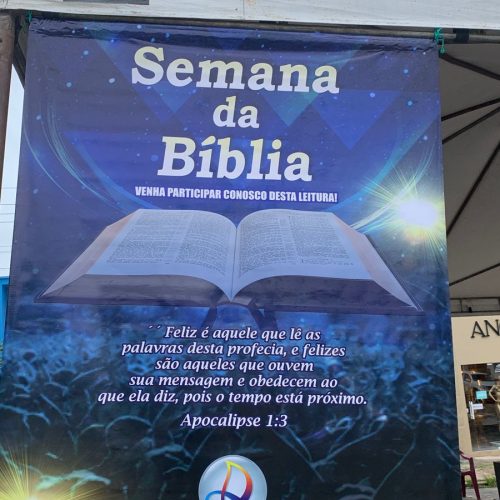 Semana
da
Bíblia
VENHA PARTICIPAR CONOSCO DESTA LEITURA!
´´ Feliz é aquele que lê as
palavras desta profecia, e felizes
são aqueles que ouvem
sua mensagem e obedecem ao
que ela diz, pois o tempo está próximo.
Apocalipse 1:3
AN